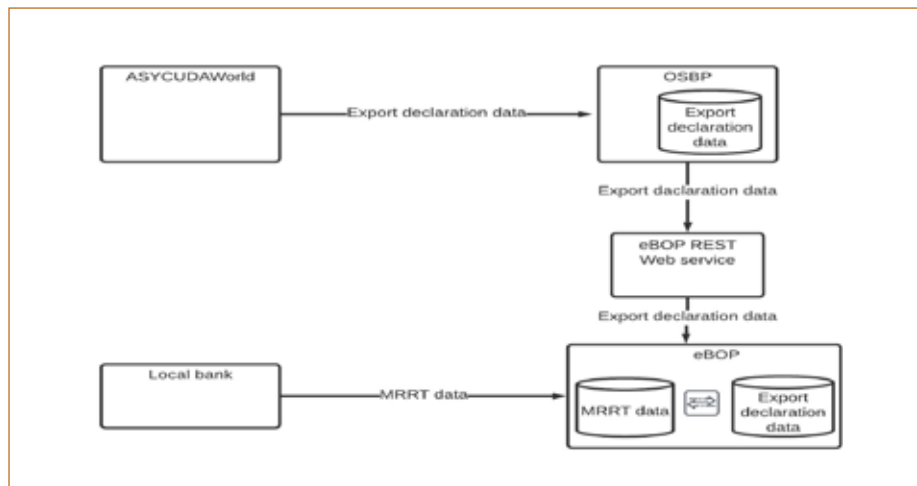 ASYCUDAWorld
OSBP
Export declaration data
Export
declaration
data
Export daclaration data
eBOP REST
Web service
Export declaration data
eBOP
Local bank
MRRT data
MRRT data
Export
declaration
data